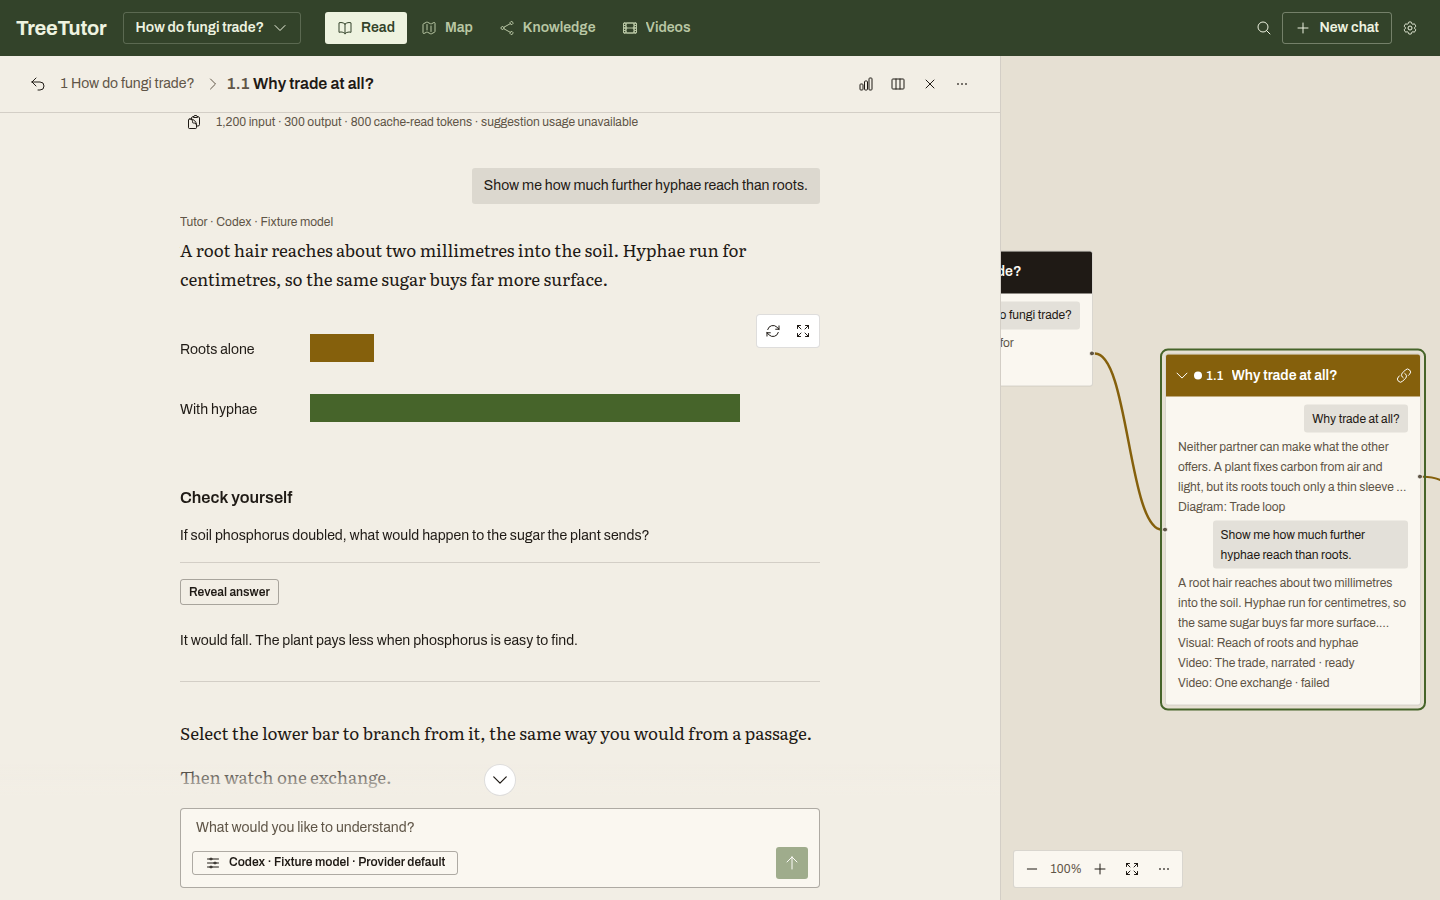 TreeTutor
How do fungi trade?
Read
Map
Knowledge
Videos
New chat
1 How do fungi trade?
1.1 Why trade at all?
1,200 input · 300 output · 800 cache-read tokens · suggestion usage unavailable
Show me how much further hyphae reach than roots.
Tutor · Codex · Fixture model
A root hair reaches about two millimetres into the soil. Hyphae run for
centimetres, so the same sugar buys far more surface.
Roots alone
With hyphae
Check yourself
If soil phosphorus doubled, what would happen to the sugar the plant sends?
Reveal answer
It would fall. The plant pays less when phosphorus is easy to find.
Select the lower bar to branch from it, the same way you would from a passage.
Then watch one exchange.
What would you like to understand?
Codex · Fixture model · Provider default
de?
o fungi trade?
for
1.1 Why trade at all?
Why trade at all?
Neither partner can make what the other
offers. A plant fixes carbon from air and
light, but its roots touch only a thin sleeve ...
Diagram: Trade loop
Show me how much further
hyphae reach than roots.
A root hair reaches about two millimetres
into the soil. Hyphae run for centimetres, so
the same sugar buys far more surface....
Visual: Reach of roots and hyphae
Video: The trade, narrated · ready
Video: One exchange · failed
100%